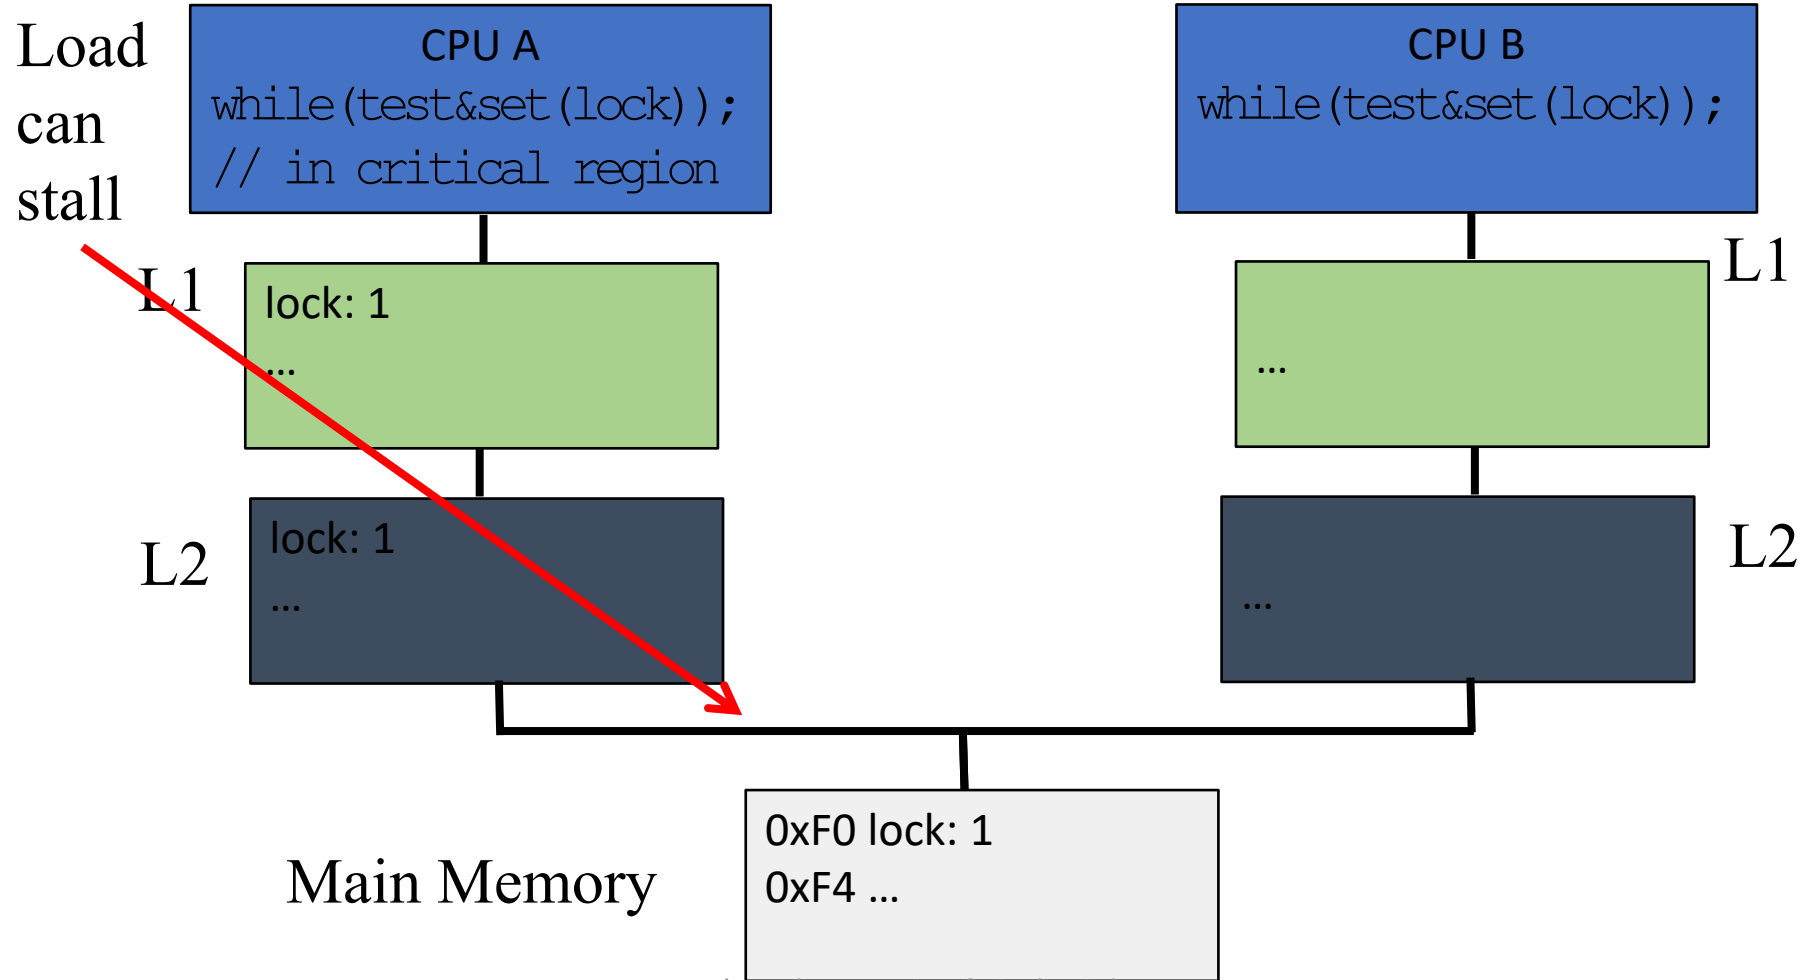 Load
can
stall
CPU A
while(test&set(lock));
// in critical region
CPU B
while(test&set(lock));
L1
lock: 1
...
...
L1
L2
lock: 1
...
...
L2
Main Memory
0xF0 lock: 1
0xF4 ...